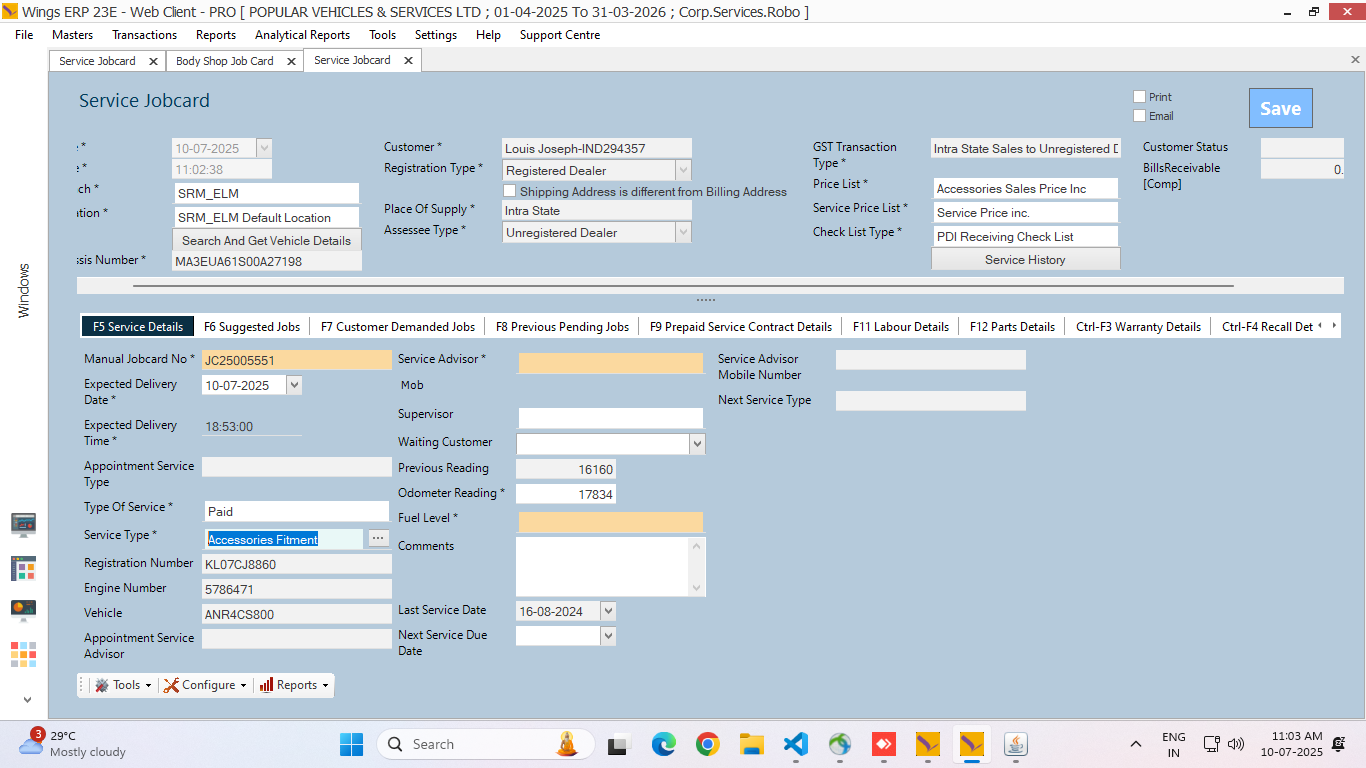 Wings ERP 23E - Web Client - PRO [ POPULAR VEHICLES & SERVICES LTD ; 01-04-2025 To 31-03-2026 ; Corp.Services.Robo ]
File Masters Transactions Reports Analytical Reports Tools Settings Help Support Centre
Service Jobcard Body Shop Job Card Service Jobcard
Windows
Service Jobcard
Print
Email
Save
e * 10-07-2025
e * 11:02:38
ch * SRM_ELM
ation * SRM_ELM Default Location
Search And Get Vehicle Details
ssis Number * MA3EUA61S00A27198
Customer * Louis Joseph-IND294357
Registration Type * Registered Dealer
Shipping Address is different from Billing Address
Place Of Supply * Intra State
Assessee Type * Unregistered Dealer
GST Transaction Type * Intra State Sales to Unregistered D
Price List * Accessories Sales Price Inc
Service Price List * Service Price inc.
Check List Type * PDI Receiving Check List
Service History
Customer Status
BillsReceivable [Comp] 0.
F5 Service Details F6 Suggested Jobs F7 Customer Demanded Jobs F8 Previous Pending Jobs F9 Prepaid Service Contract Details F11 Labour Details F12 Parts Details Ctrl-F3 Warranty Details Ctrl-F4 Recall Det
Manual Jobcard No * JC25005551
Expected Delivery Date * 10-07-2025
Expected Delivery Time * 18:53:00
Appointment Service Type
Type Of Service * Paid
Service Type * Accessories Fitment ...
Registration Number KL07CJ8860
Engine Number 5786471
Vehicle ANR4CS800
Appointment Service Advisor
Service Advisor *
Mob
Supervisor
Waiting Customer
Previous Reading 16160
Odometer Reading * 17834
Fuel Level *
Comments
Last Service Date 16-08-2024
Next Service Due Date
Service Advisor Mobile Number
Next Service Type
Tools Configure Reports
3
29°C
Mostly cloudy
Search
ENG
IN
11:03 AM
10-07-2025